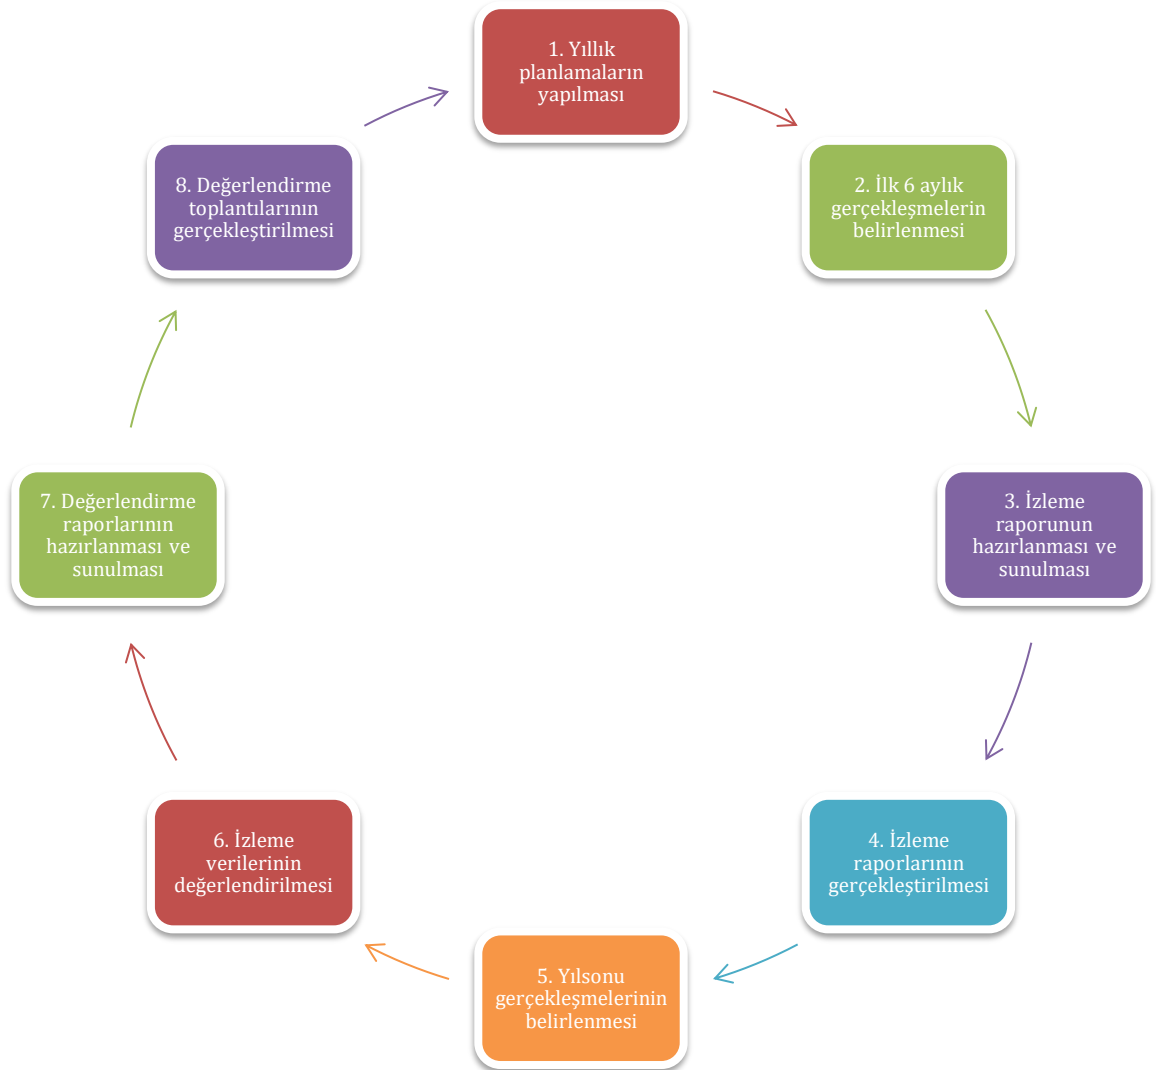 1. Yıllık
planlamaların
yapılması
2. İlk 6 aylık
gerçekleşmelerin
belirlenmesi
3. İzleme
raporunun
hazırlanması ve
sunulması
4. İzleme
raporlarının
gerçekleştirilmesi
5. Yılsonu
gerçekleşmelerinin
belirlenmesi
6. İzleme
verilerinin
değerlendirilmesi
7. Değerlendirme
raporlarının
hazırlanması ve
sunulması
8. Değerlendirme
toplantılarının
gerçekleştirilmesi